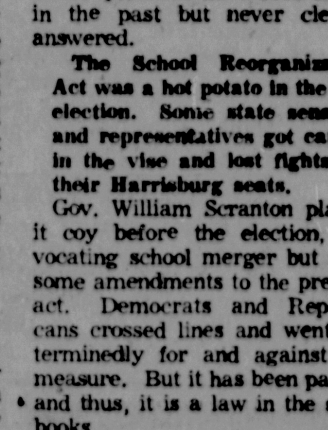 in the past but never cle
answered.
The School Reorganiz
Act was a hot potato in the
election. Some state sena
and representatives got ca
in the vise and lost fights
their Harrisburg seats.
Gov. William Scranton pla
it coy before the election,
vocating school merger but
some amendments to the pre
act. Democrats and Rep
cans crossed lines and went
terminedly for and against
measure. But it has been pa
and thus, it is a law in the
books